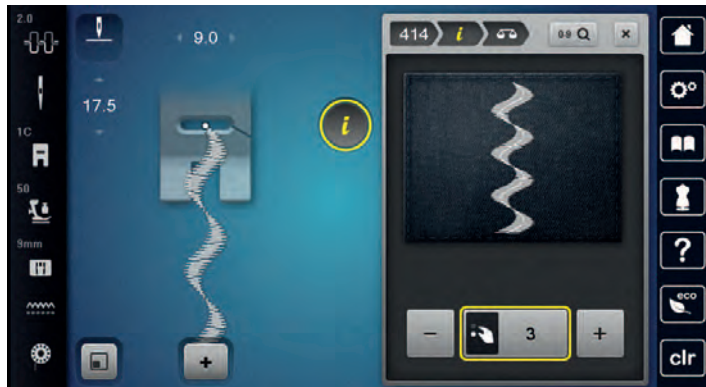 2.0
9.0
17.5
1C
50
9mm
i
414 i 0-9 ×
- 3 +
+
?
eco
clr